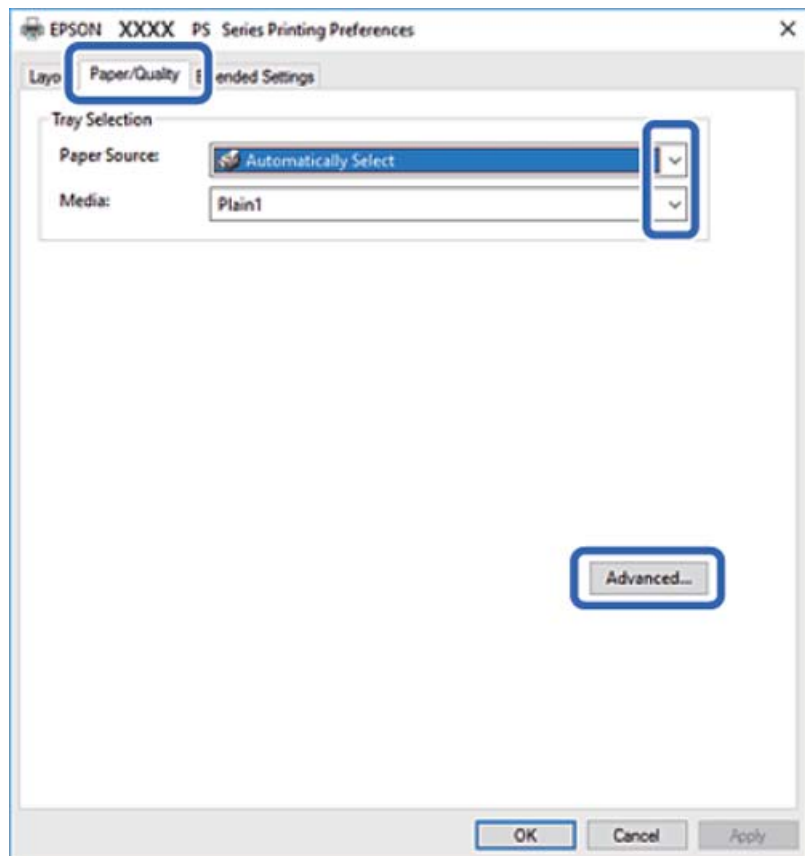 EPSON XXXX PS Series Printing Preferences
Layo Paper/Quality E ended Settings
Tray Selection
Paper Source: Automatically Select
Media: Plain1
Advanced...
OK Cancel Apply